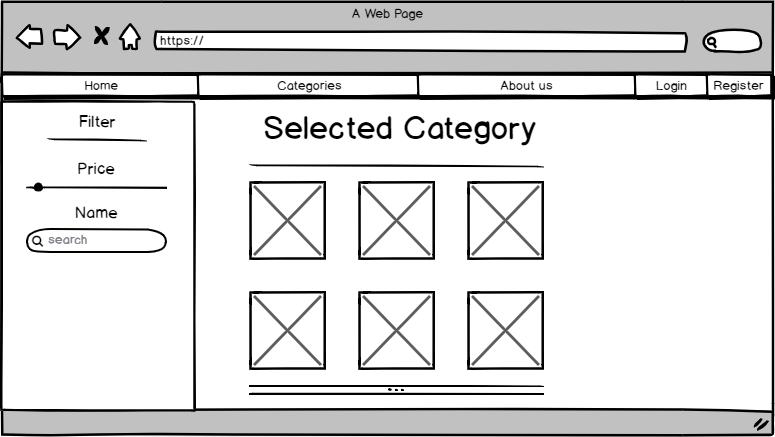 A Web Page
https://
Home Categories About us Login Register
Filter
Price
Name
search
Selected Category